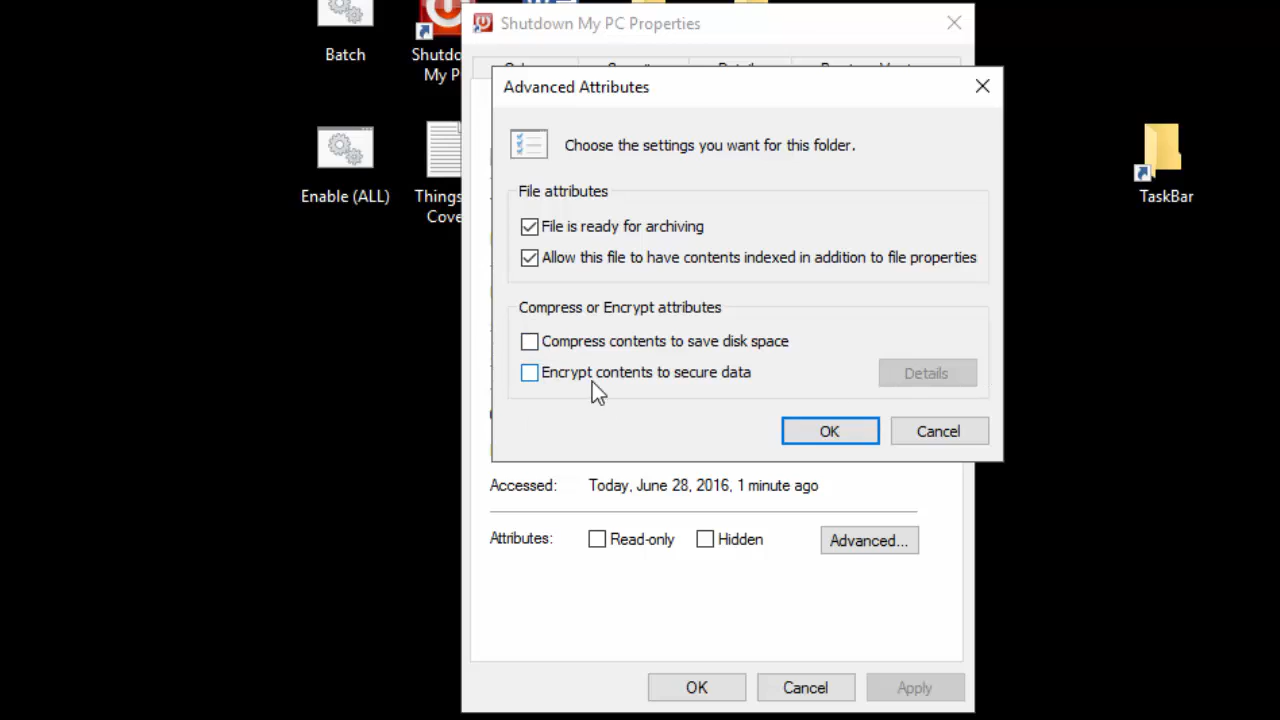 Shutdown My PC Properties
Batch
Shutdo
My P
Advanced Attributes
Choose the settings you want for this folder.
Enable (ALL)
Things
Cove
TaskBar
File attributes
File is ready for archiving
Allow this file to have contents indexed in addition to file properties
Compress or Encrypt attributes
Compress contents to save disk space
Encrypt contents to secure data
Details
OK
Cancel
Accessed: Today, June 28, 2016, 1 minute ago
Attributes: Read-only Hidden Advanced...
OK Cancel Apply